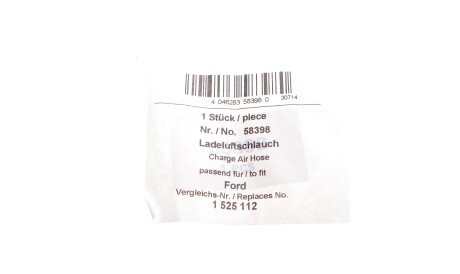 4 046283 58398 0 30714
1 Stück / piece
Nr. / No. 58398
Ladeluftschlauch
Charge Air Hose
passend für / to fit
Ford
Vergleichs-Nr. / Replaces No.
1 525 112